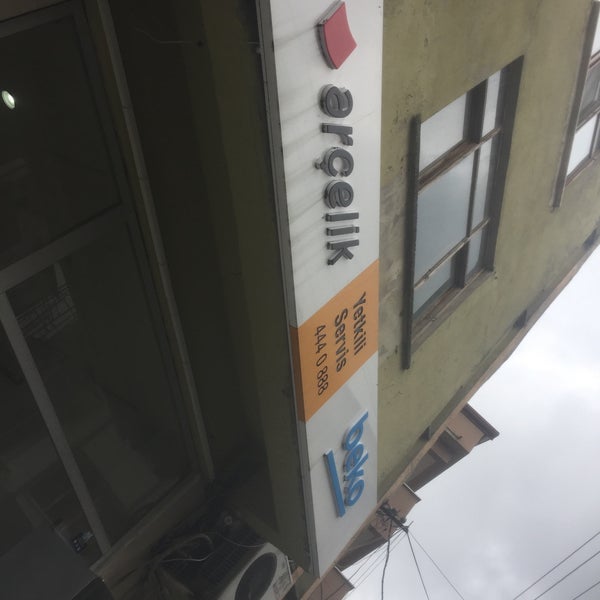 arçelik
Yetkili
Servis
444 0 888
beko